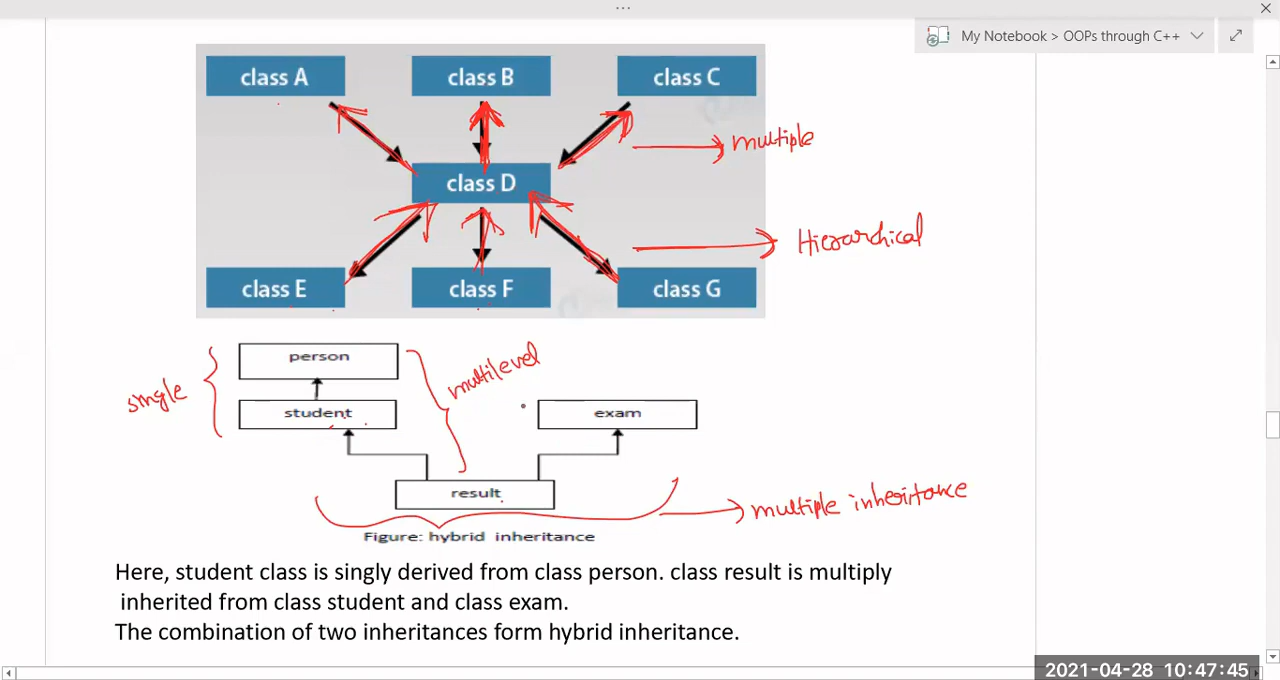 My Notebook > OOPs through C++
class A
class B
class C
multiple
class D
Hierarchical
class E
class F
class G
person
single
multilevel
student
exam
result
multiple inheritance
Figure: hybrid inheritance
Here, student class is singly derived from class person. class result is multiply
inherited from class student and class exam.
The combination of two inheritances form hybrid inheritance.
2021-04-28 10:47:45